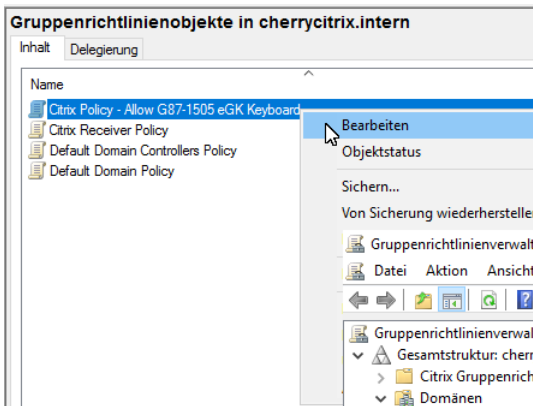 Gruppenrichtlinienobjekte in cherrycitrix.intern
Inhalt Delegierung
Name
Citrix Policy - Allow G87-1505 eGK Keyboard
Citrix Receiver Policy
Default Domain Controllers Policy
Default Domain Policy
Bearbeiten
Objektstatus
Sichern...
Von Sicherung wiederherstelle
Gruppenrichtlinienverwalt
Datei Aktion Ansicht
Gruppenrichtlinienverwal
Gesamtstruktur: cherr
Citrix Gruppenrich
Domänen